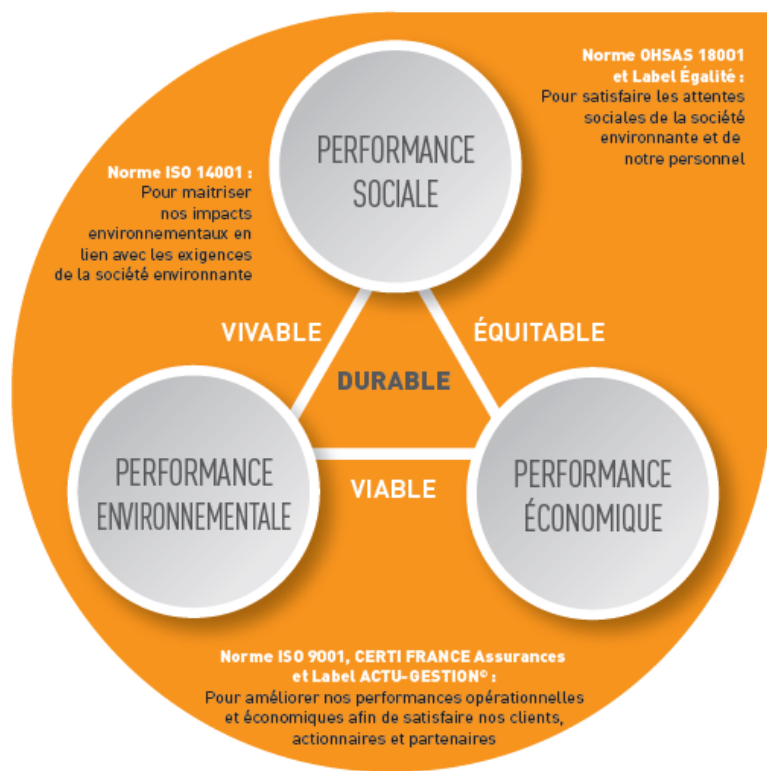 Norme OHSAS 18001
et Label Égalité :
Pour satisfaire les attentes
sociales de la société
environnante et de
notre personnel
PERFORMANCE
SOCIALE
Norme ISO 14001 :
Pour maitriser
nos impacts
environnementaux en
lien avec les exigences
de la société environnante
VIVABLE
ÉQUITABLE
DURABLE
PERFORMANCE
ENVIRONNEMENTALE
VIABLE
PERFORMANCE
ÉCONOMIQUE
Norme ISO 9001, CERTI FRANCE Assurances
et Label ACTU-GESTION© :
Pour améliorer nos performances opérationnelles
et économiques afin de satisfaire nos clients,
actionnaires et partenaires